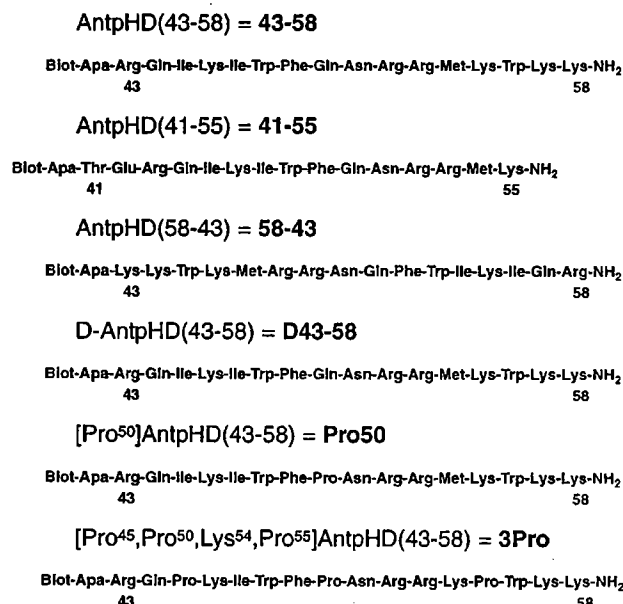 AntpHD(43-58) = 43-58
Biot-Apa-Arg-Gln-Ile-Lys-Ile-Trp-Phe-Gln-Asn-Arg-Arg-Met-Lys-Trp-Lys-Lys-NH2
43 58
AntpHD(41-55) = 41-55
Biot-Apa-Thr-Glu-Arg-Gln-Ile-Lys-Ile-Trp-Phe-Gln-Asn-Arg-Arg-Met-Lys-NH2
41 55
AntpHD(58-43) = 58-43
Biot-Apa-Lys-Lys-Trp-Lys-Met-Arg-Arg-Asn-Gln-Phe-Trp-Ile-Lys-Ile-Gln-Arg-NH2
43 58
D-AntpHD(43-58) = D43-58
Biot-Apa-Arg-Gln-Ile-Lys-Ile-Trp-Phe-Gln-Asn-Arg-Arg-Met-Lys-Trp-Lys-Lys-NH2
43 58
[Pro50]AntpHD(43-58) = Pro50
Biot-Apa-Arg-Gln-Ile-Lys-Ile-Trp-Phe-Pro-Asn-Arg-Arg-Met-Lys-Trp-Lys-Lys-NH2
43 58
[Pro45,Pro50,Lys54,Pro55]AntpHD(43-58) = 3Pro
Biot-Apa-Arg-Gln-Pro-Lys-Ile-Trp-Phe-Pro-Asn-Arg-Arg-Lys-Pro-Trp-Lys-Lys-NH2
43 58